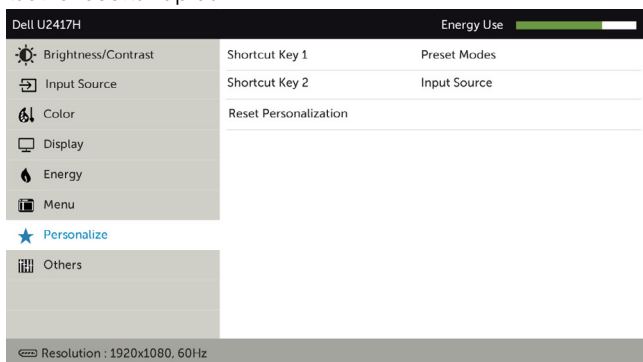 Dell U2417H Energy Use
Brightness/Contrast Shortcut Key 1 Preset Modes
Input Source Shortcut Key 2 Input Source
Color Reset Personalization
Display
Energy
Menu
Personalize
Others
Resolution : 1920x1080, 60Hz